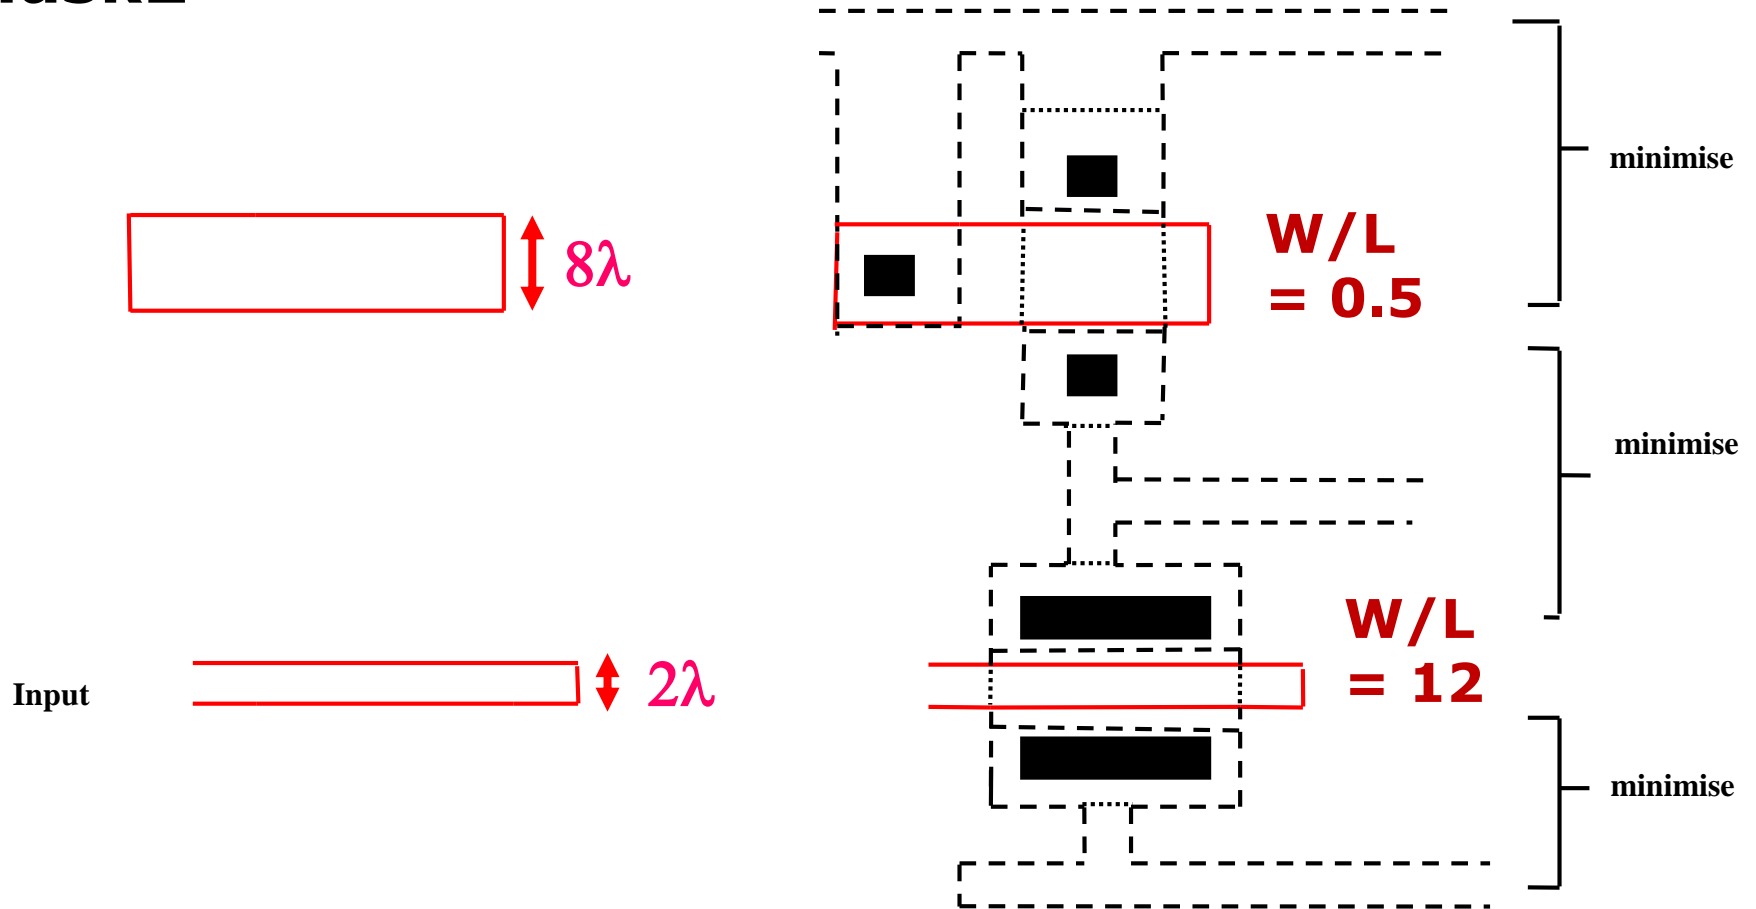 minimise
8λ
W/L
= 0.5
minimise
W/L
= 12
Input
2λ
minimise